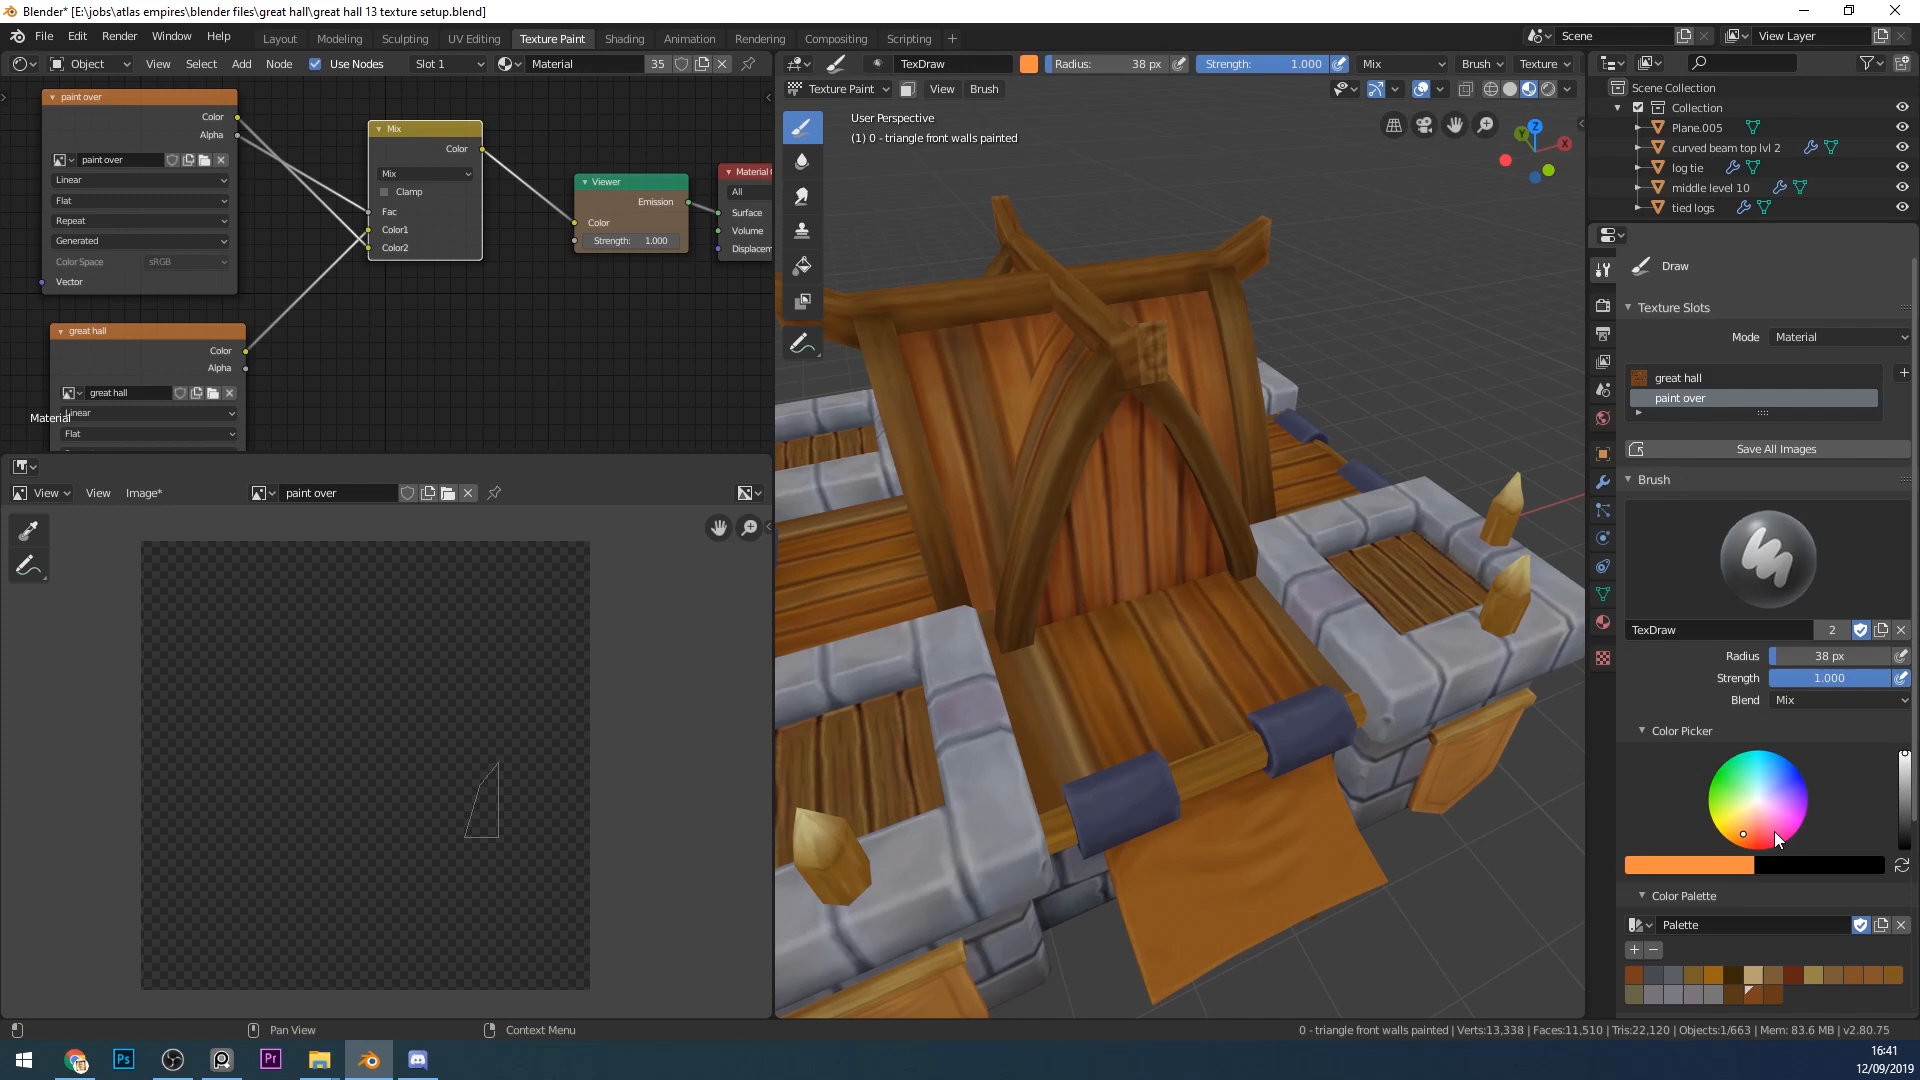 Blender* [E:\jobs\atlas empires\blender files\great hall\great hall 13 texture setup.blend]
File Edit Render Window Help Layout Modeling Sculpting UV Editing Texture Paint Shading Animation Rendering Compositing Scripting + Scene View Layer
Object View Select Add Node Use Nodes Slot 1 Material 35
TexDraw Radius: 38 px Strength: 1.000 Mix Brush Texture
Texture Paint View Brush
User Perspective
(1) 0 - triangle front walls painted
paint over
Color
Alpha
paint over
Linear
Flat
Repeat
Generated
Color Space sRGB
Vector
Mix
Color
Mix
Clamp
Fac
Color1
Color2
Viewer
Emission
Color
Strength: 1.000
Material
All
Surface
Volume
Displacem
great hall
Color
Alpha
great hall
Linear
Material
Flat
View View Image* paint over
Z
Y
X
Scene Collection
Collection
Plane.005
curved beam top lvl 2
log tie
middle level 10
tied logs
Draw
Texture Slots
Mode Material
great hall
paint over
Save All Images
Brush
TexDraw 2
Radius 38 px
Strength 1.000
Blend Mix
Color Picker
Color Palette
Palette
Pan View Context Menu 0 - triangle front walls painted | Verts:13,338 | Faces:11,510 | Tris:22,120 | Objects:1/663 | Mem: 83.6 MB | v2.80.75
Ps Pr
16:41
12/09/2019